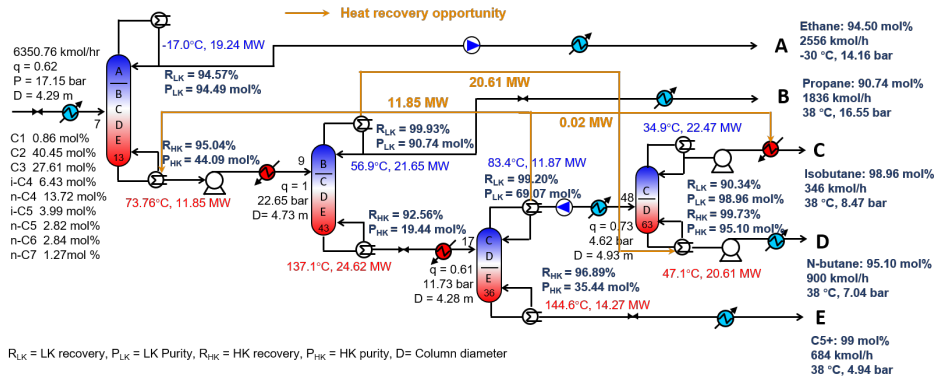 Heat recovery opportunity
6350.76 kmol/hr
q = 0.62
P = 17.15 bar
D = 4.29 m
7
C1 0.86 mol%
C2 40.45 mol%
C3 27.61 mol%
i-C4 6.43 mol%
n-C4 13.72 mol%
i-C5 3.99 mol%
n-C5 2.82 mol%
n-C6 2.84 mol%
n-C7 1.27mol %
A
B
C
D
E
13
-17.0°C, 19.24 MW
RLK = 94.57%
PLK = 94.49 mol%
RHK = 95.04%
PHK = 44.09 mol%
73.76°C, 11.85 MW
11.85 MW
20.61 MW
0.02 MW
9
q = 1
22.65 bar
D= 4.73 m
B
C
D
E
43
RLK = 99.93%
PLK = 90.74 mol%
56.9°C, 21.65 MW
RHK = 92.56%
PHK = 19.44 mol%
137.1°C, 24.62 MW
17
q = 0.61
11.73 bar
D = 4.28 m
C
D
E
36
83.4°C, 11.87 MW
RLK = 99.20%
PLK = 69.07 mol%
RHK = 96.89%
PHK = 35.44 mol%
144.6°C, 14.27 MW
48
q = 0.73
4.62 bar
D = 4.93 m
C
D
63
34.9°C, 22.47 MW
RLK = 90.34%
PLK = 98.96 mol%
RHK = 99.73%
PHK = 95.10 mol%
47.1°C, 20.61 MW
A
Ethane: 94.50 mol%
2556 kmol/h
-30 °C, 14.16 bar
B
Propane: 90.74 mol%
1836 kmol/h
38 °C, 16.55 bar
C
Isobutane: 98.96 mol%
346 kmol/h
38 °C, 8.47 bar
D
N-butane: 95.10 mol%
900 kmol/h
38 °C, 7.04 bar
E
C5+: 99 mol%
684 kmol/h
38 °C, 4.94 bar
RLK = LK recovery, PLK = LK Purity, RHK = HK recovery, PHK = HK purity, D= Column diameter